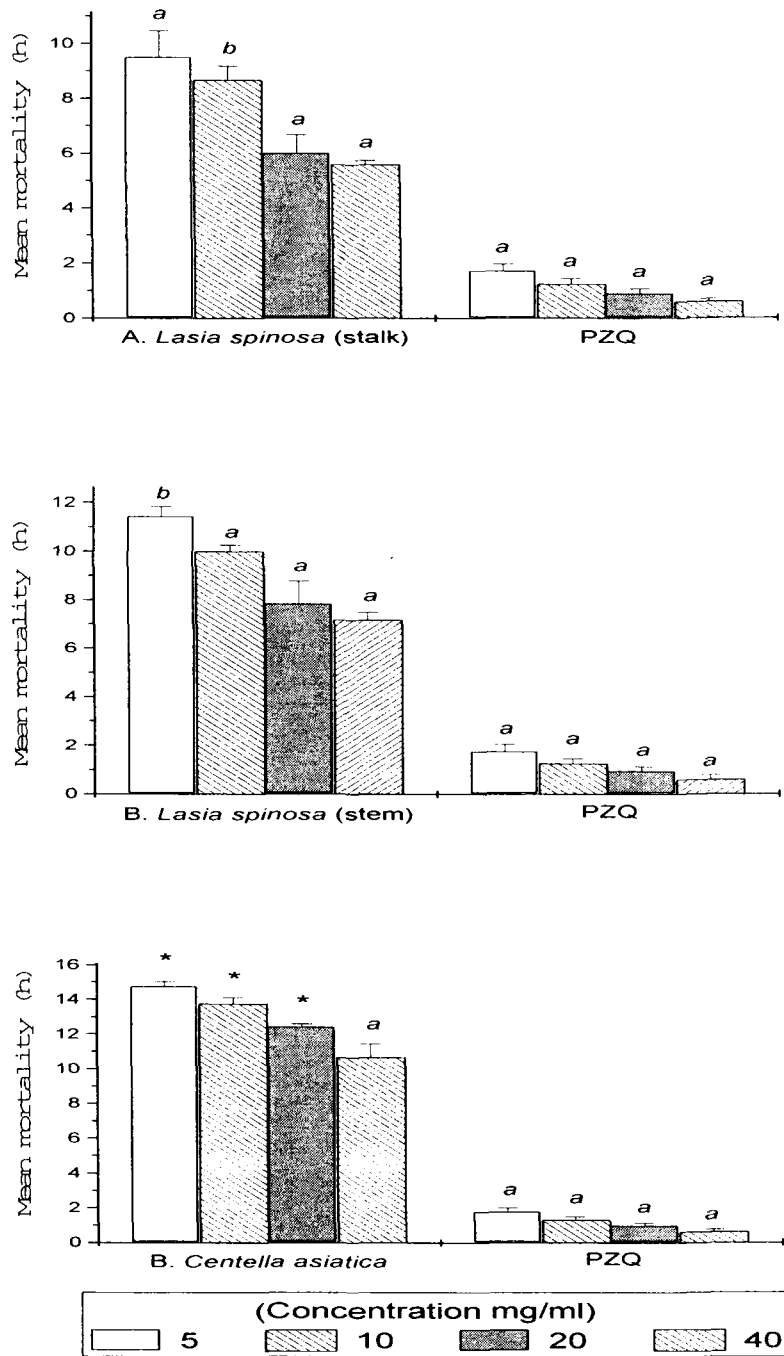 a
b
a
a
a
a
a
a
10
8
6
4
2
0
Mean mortality (h)
A. Lasia spinosa (stalk)
PZQ
b
a
a
a
a
a
a
a
12
10
8
6
4
2
0
Mean mortality (h)
B. Lasia spinosa (stem)
PZQ
*
*
*
a
a
a
a
a
16
14
12
10
8
6
4
2
0
Mean mortality (h)
B. Centella asiatica
PZQ
(Concentration mg/ml)
5 10 20 40